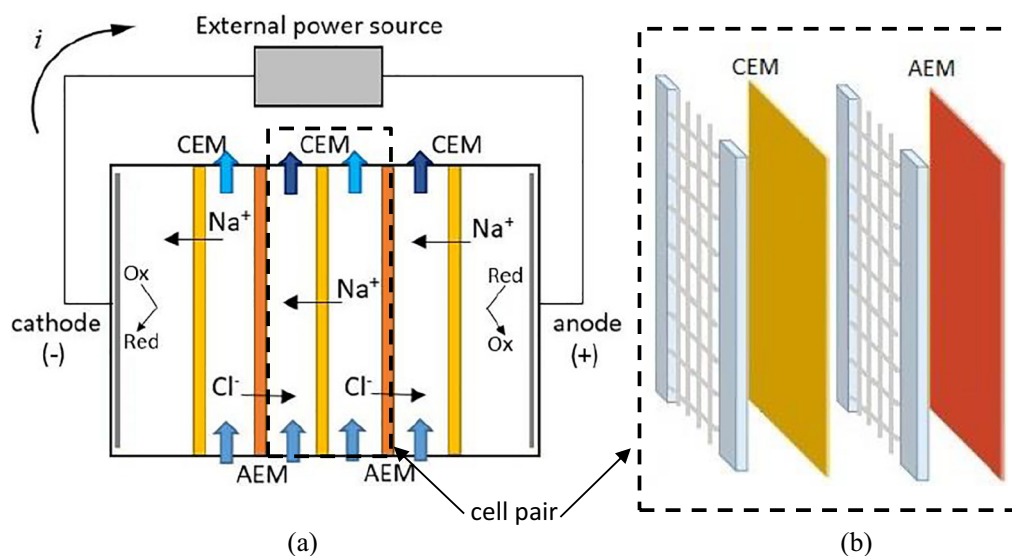 i
External power source
CEM
CEM
CEM
Na⁺
Na⁺
Na⁺
Ox
Red
Red
Ox
cathode
(-)
anode
(+)
Cl⁻
Cl⁻
AEM
AEM
cell pair
(a)
CEM
AEM
(b)